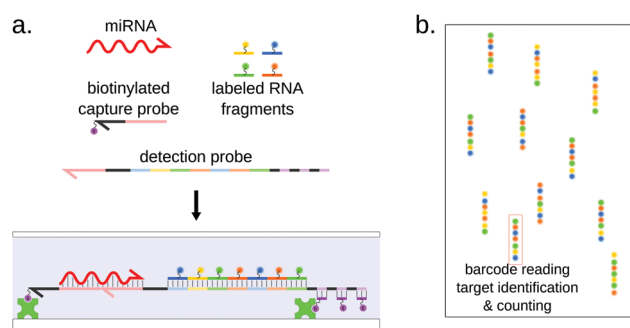 a.
miRNA
biotinylated
capture probe
labeled RNA
fragments
detection probe
b.
barcode reading
target identification
& counting